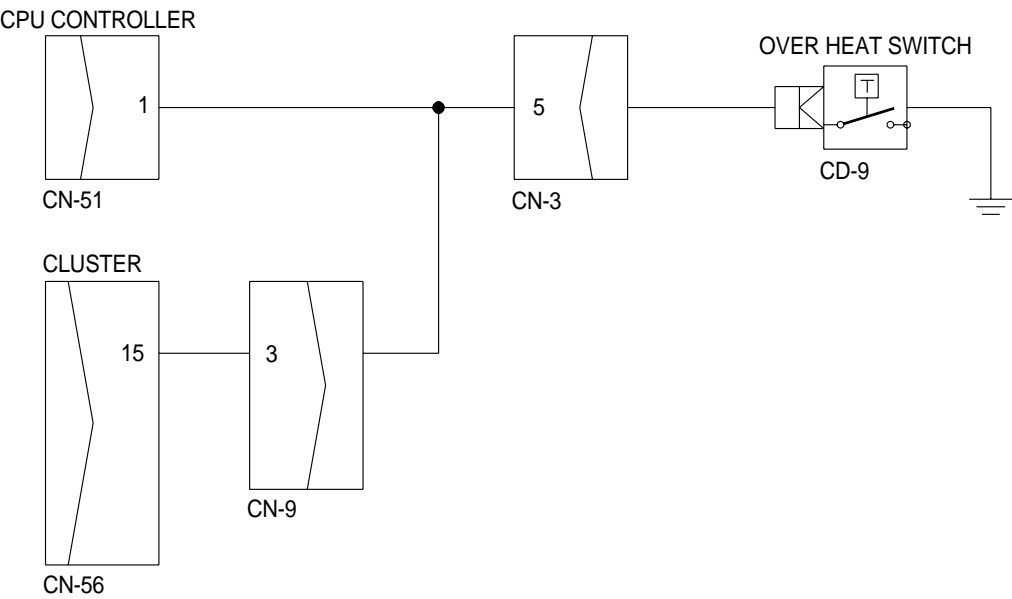 CPU CONTROLLER
OVER HEAT SWITCH
T
1
5
CD-9
CN-51
CN-3
CLUSTER
15
3
CN-9
CN-56